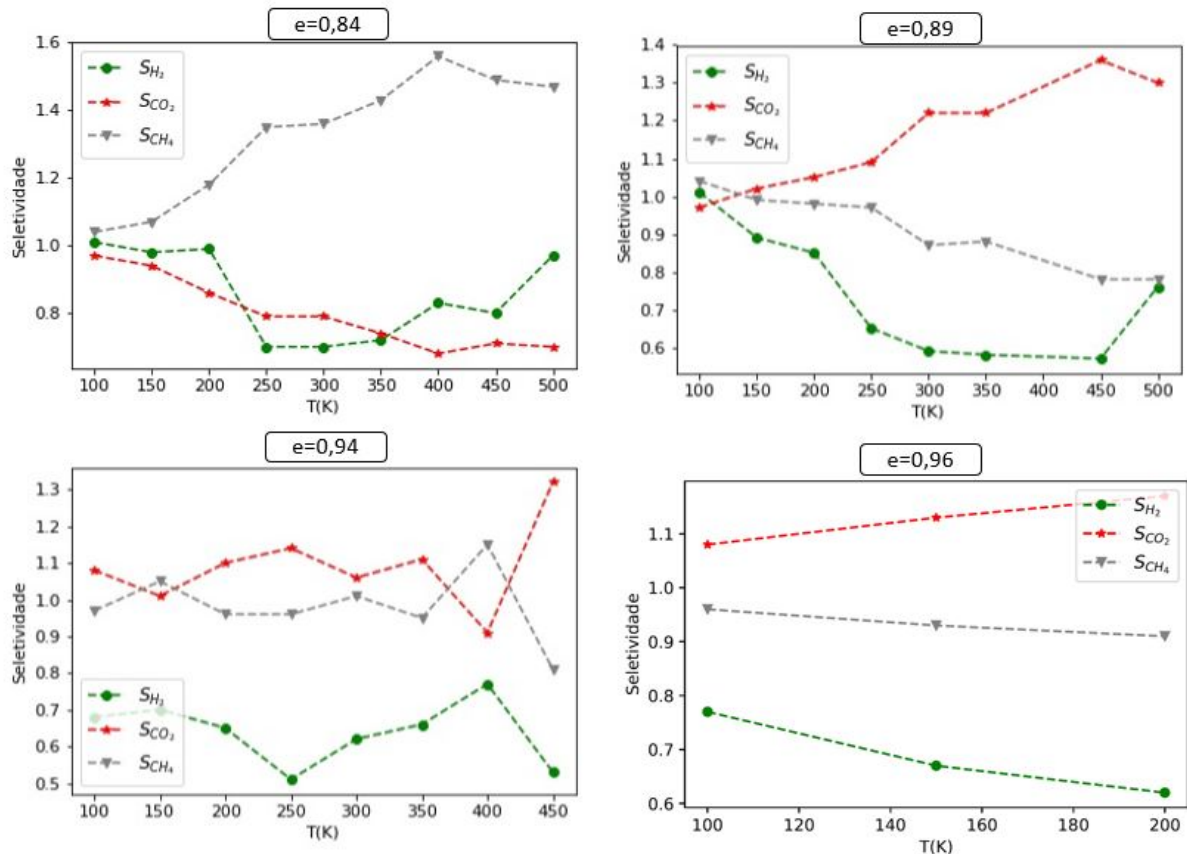 e=0,84
1.6
1.4
1.2
1.0
0.8
Seletividade
S_H₂
S_CO₂
S_CH₄
100 150 200 250 300 350 400 450 500
T(K)
e=0,89
1.4
1.3
1.2
1.1
1.0
0.9
0.8
0.7
0.6
Seletividade
S_H₂
S_CO₂
S_CH₄
100 150 200 250 300 350 400 450 500
T(K)
e=0,94
1.3
1.2
1.1
1.0
0.9
0.8
0.7
0.6
0.5
Seletividade
S_H₂
S_CO₂
S_CH₄
100 150 200 250 300 350 400 450
T(K)
e=0,96
1.1
1.0
0.9
0.8
0.7
0.6
Seletividade
S_H₂
S_CO₂
S_CH₄
100 120 140 160 180 200
T(K)